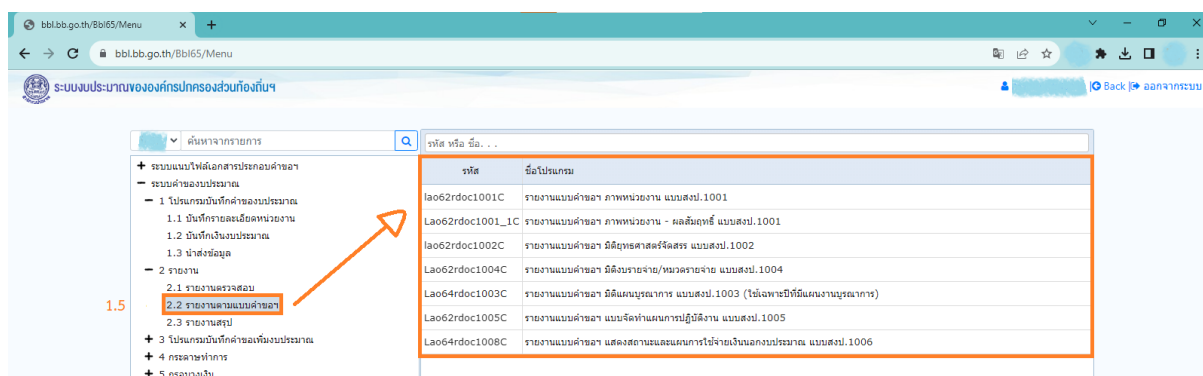 bbl.bb.go.th/Bbl65/Menu
bbl.bb.go.th/Bbl65/Menu
ระบบงบประมาณขององค์กรปกครองส่วนท้องถิ่นฯ
Back ออกจากระบบ
ค้นหาจากรายการ
รหัส หรือ ชื่อ. . .
ระบบแนบไฟล์เอกสารประกอบคำขอฯ
ระบบคำของบประมาณ
1 โปรแกรมบันทึกคำของบประมาณ
1.1 บันทึกรายละเอียดหน่วยงาน
1.2 บันทึกเงินงบประมาณ
1.3 นำส่งข้อมูล
2 รายงาน
2.1 รายงานตรวจสอบ
1.5
2.2 รายงานตามแบบคำขอฯ
2.3 รายงานสรุป
3 โปรแกรมบันทึกคำขอเพิ่มงบประมาณ
4 กระดาษทำการ
5 กรอบวงเงิน
รหัส ชื่อโปรแกรม
lao62rdoc1001C รายงานแบบคำขอฯ ภาพหน่วยงาน แบบสงป.1001
Lao62rdoc1001_1C รายงานแบบคำขอฯ ภาพหน่วยงาน - ผลสัมฤทธิ์ แบบสงป.1001
lao62rdoc1002C รายงานแบบคำขอฯ มิติยุทธศาสตร์จัดสรร แบบสงป.1002
Lao62rdoc1004C รายงานแบบคำขอฯ มิติงบรายจ่าย/หมวดรายจ่าย แบบสงป.1004
Lao64rdoc1003C รายงานแบบคำขอฯ มิติแผนบูรณาการ แบบสงป.1003 (ใช้เฉพาะปีที่มีแผนงานบูรณาการ)
Lao62rdoc1005C รายงานแบบคำขอฯ แบบจัดทำแผนการปฏิบัติงาน แบบสงป.1005
Lao64rdoc1008C รายงานแบบคำขอฯ แสดงสถานะและแผนการใช้จ่ายเงินนอกงบประมาณ แบบสงป.1006